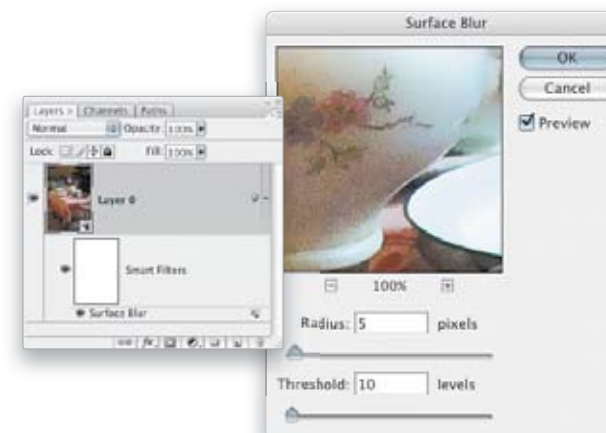 Surface Blur
OK
Cancel
Preview
100%
Radius: 5 pixels
Threshold: 10 levels
Layers × Channels Paths
Normal Opacity: 100%
Lock: Fill: 100%
Layer 0
Smart Filters
Surface Blur